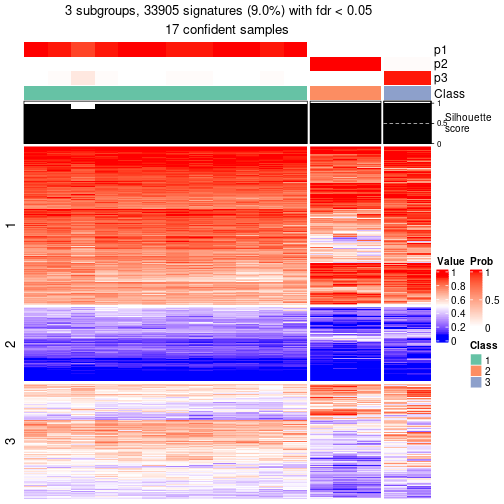 3 subgroups, 33905 signatures (9.0%) with fdr < 0.05
17 confident samples
p1
p2
p3
Class
1
0.5
0
Silhouette
score
1
2
3
Value
1
0.8
0.6
0.4
0.2
0
Prob
1
0.5
0
Class
1
2
3